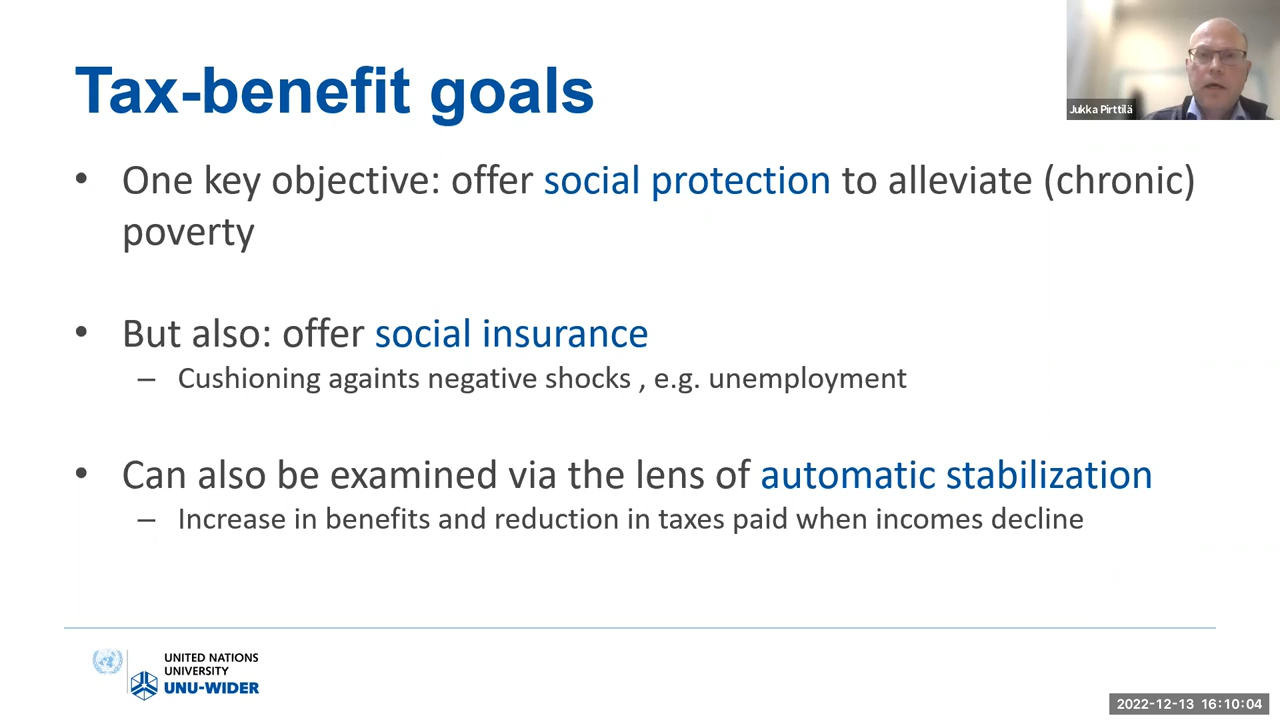 Tax-benefit goals
Jukka Pirttilä
• One key objective: offer social protection to alleviate (chronic)
poverty
• But also: offer social insurance
– Cushioning againts negative shocks , e.g. unemployment
• Can also be examined via the lens of automatic stabilization
– Increase in benefits and reduction in taxes paid when incomes decline
UNITED NATIONS
UNIVERSITY
UNU-WIDER
2022-12-13 16:10:04